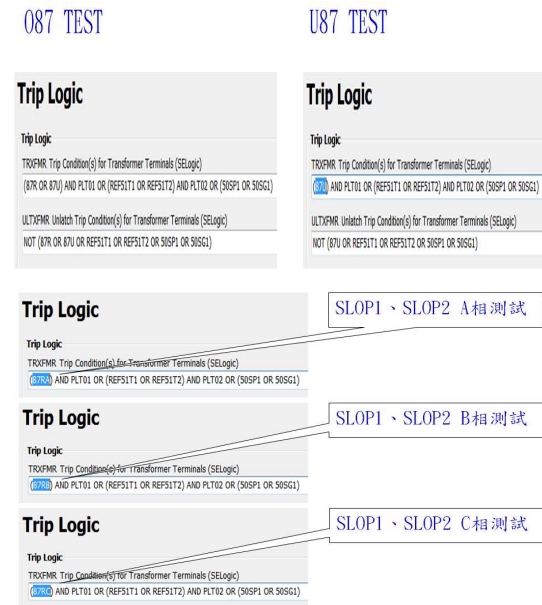 O87 TEST
U87 TEST
Trip Logic
Trip Logic
TRXFMR Trip Condition(s) for Transformer Terminals (SELogic)
(87R OR 87U) AND PLT01 OR (REF51T1 OR REF51T2) AND PLT02 OR (50SP1 OR 50SG1)
ULTXFMR Unlatch Trip Condition(s) for Transformer Terminals (SELogic)
NOT (87R OR 87U OR REF51T1 OR REF51T2 OR 50SP1 OR 50SG1)
Trip Logic
Trip Logic
TRXFMR Trip Condition(s) for Transformer Terminals (SELogic)
(87U) AND PLT01 OR (REF51T1 OR REF51T2) AND PLT02 OR (50SP1 OR 50SG1)
ULTXFMR Unlatch Trip Condition(s) for Transformer Terminals (SELogic)
NOT (87U OR REF51T1 OR REF51T2 OR 50SP1 OR 50SG1)
Trip Logic
Trip Logic
TRXFMR Trip Condition(s) for Transformer Terminals (SELogic)
(87RA) AND PLT01 OR (REF51T1 OR REF51T2) AND PLT02 OR (50SP1 OR 50SG1)
SLOP1、SLOP2 A相測試
Trip Logic
Trip Logic
TRXFMR Trip Condition(s) for Transformer Terminals (SELogic)
(87RB) AND PLT01 OR (REF51T1 OR REF51T2) AND PLT02 OR (50SP1 OR 50SG1)
SLOP1、SLOP2 B相測試
Trip Logic
Trip Logic
TRXFMR Trip Condition(s) for Transformer Terminals (SELogic)
(87RC) AND PLT01 OR (REF51T1 OR REF51T2) AND PLT02 OR (50SP1 OR 50SG1)
SLOP1、SLOP2 C相測試